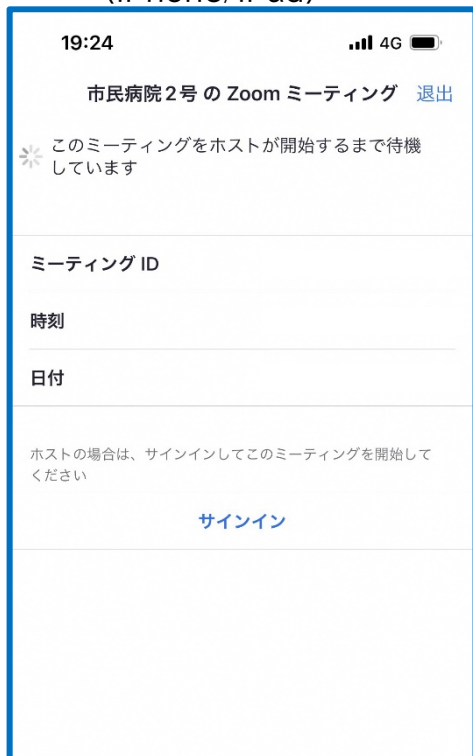 (iPhone/iPad)
19:24
4G
市民病院2号 の Zoom ミーティング 退出
このミーティングをホストが開始するまで待機
しています
ミーティング ID
時刻
日付
ホストの場合は、サインインしてこのミーティングを開始して
ください
サインイン